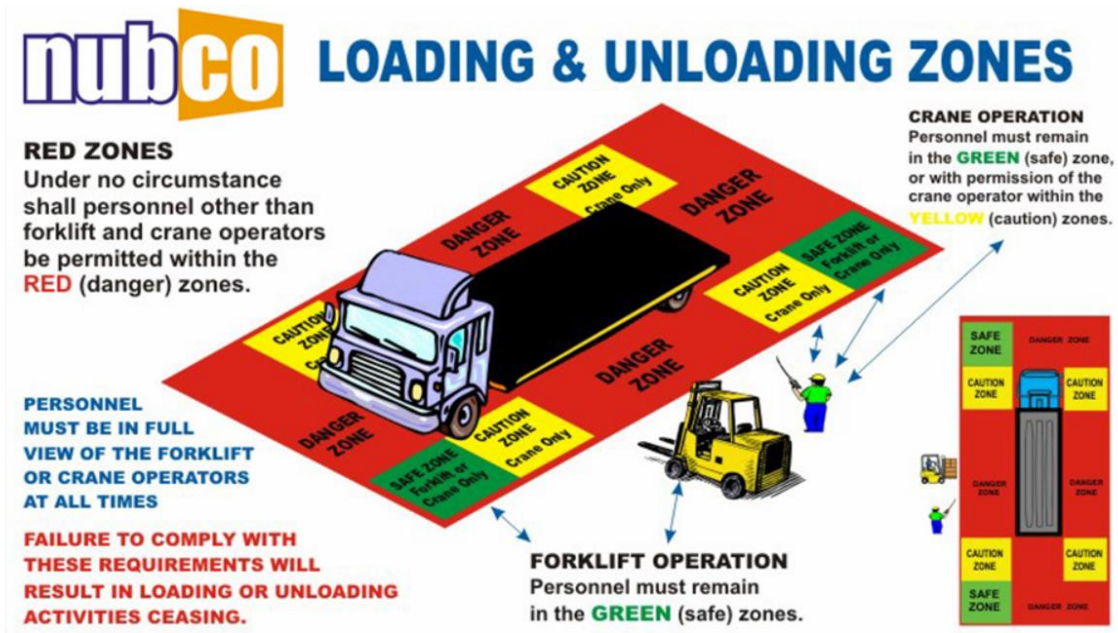 nubco
LOADING & UNLOADING ZONES
RED ZONES
Under no circumstance
shall personnel other than
forklift and crane operators
be permitted within the
RED (danger) zones.
CRANE OPERATION
Personnel must remain
in the GREEN (safe) zone,
or with permission of the
crane operator within the
YELLOW (caution) zones.
CAUTION
ZONE
Crane Only
DANGER
ZONE
DANGER
ZONE
SAFE ZONE
Forklift or
Crane Only
CAUTION
ZONE
Crane Only
CAUTION
ZONE
DANGER
ZONE
DANGER
ZONE
CAUTION
ZONE
Crane Only
SAFE ZONE
Forklift or
Crane Only
PERSONNEL
MUST BE IN FULL
VIEW OF THE FORKLIFT
OR CRANE OPERATORS
AT ALL TIMES
FAILURE TO COMPLY WITH
THESE REQUIREMENTS WILL
RESULT IN LOADING OR UNLOADING
ACTIVITIES CEASING.
FORKLIFT OPERATION
Personnel must remain
in the GREEN (safe) zones.
SAFE
ZONE
DANGER ZONE
CAUTION
ZONE
CAUTION
ZONE
DANGER
ZONE
DANGER
ZONE
CAUTION
ZONE
CAUTION
ZONE
SAFE
ZONE
DANGER ZONE